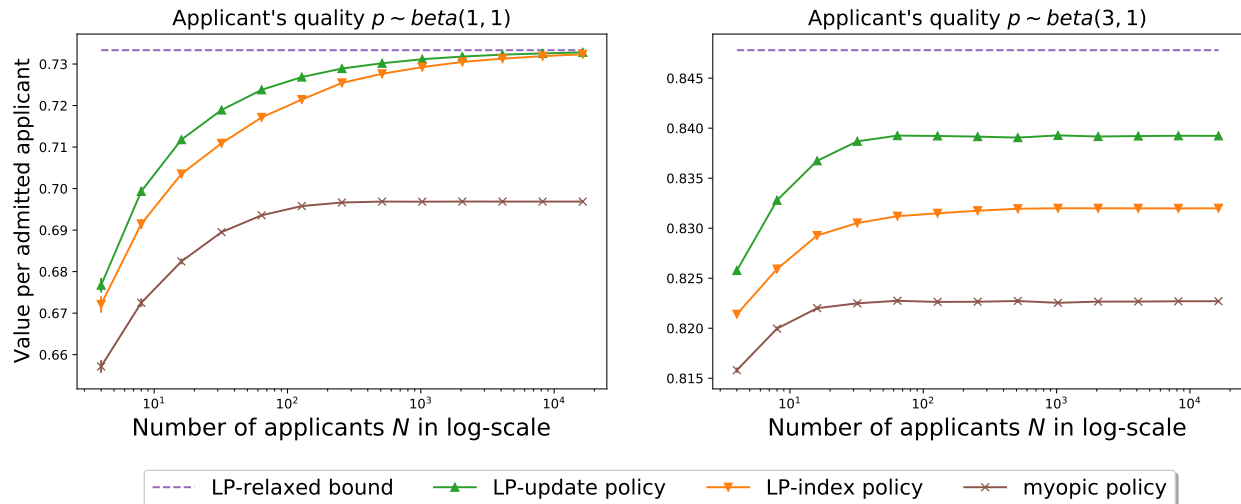 Applicant's quality p ~ beta(1, 1)
Value per admitted applicant
0.73
0.72
0.71
0.70
0.69
0.68
0.67
0.66
10¹ 10² 10³ 10⁴
Number of applicants N in log-scale
Applicant's quality p ~ beta(3, 1)
0.845
0.840
0.835
0.830
0.825
0.820
0.815
10¹ 10² 10³ 10⁴
Number of applicants N in log-scale
LP-relaxed bound LP-update policy LP-index policy myopic policy